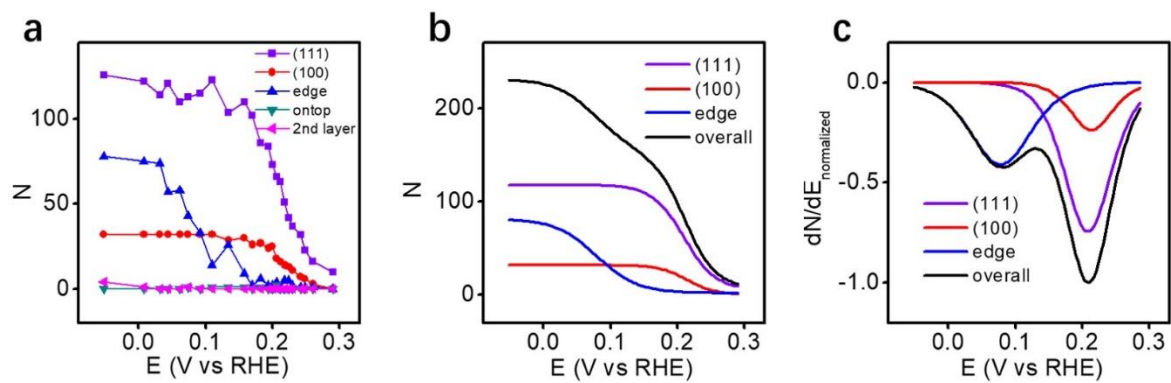 a
N
100
50
0
0.0 0.1 0.2 0.3
E (V vs RHE)
(111)
(100)
edge
ontop
2nd layer
b
N
200
100
0
0.0 0.1 0.2 0.3
E (V vs RHE)
(111)
(100)
edge
overall
c
dN/dE normalized
0.0
-0.5
-1.0
0.0 0.1 0.2 0.3
E (V vs RHE)
(111)
(100)
edge
overall